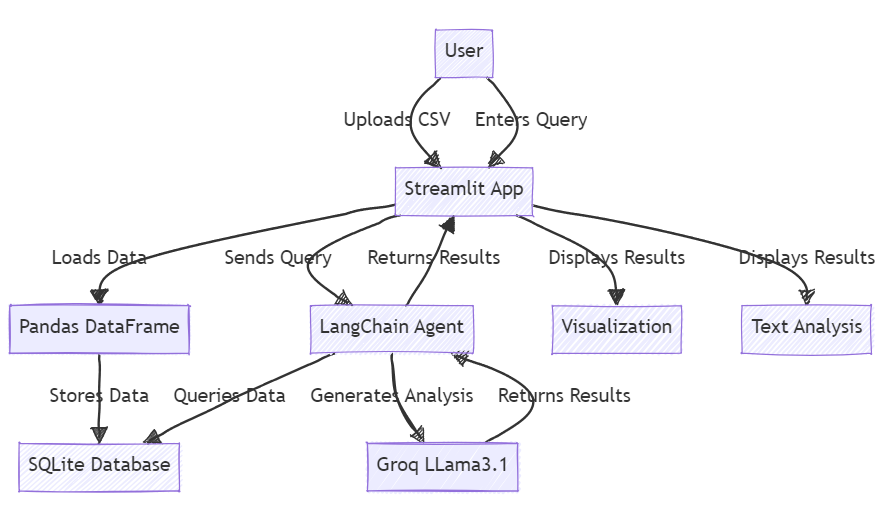 User
Uploads CSV
Enters Query
Streamlit App
Loads Data
Sends Query
Returns Results
Displays Results
Displays Results
Pandas DataFrame
LangChain Agent
Visualization
Text Analysis
Stores Data
Queries Data
Generates Analysis
Returns Results
SQLite Database
Groq LLama3.1